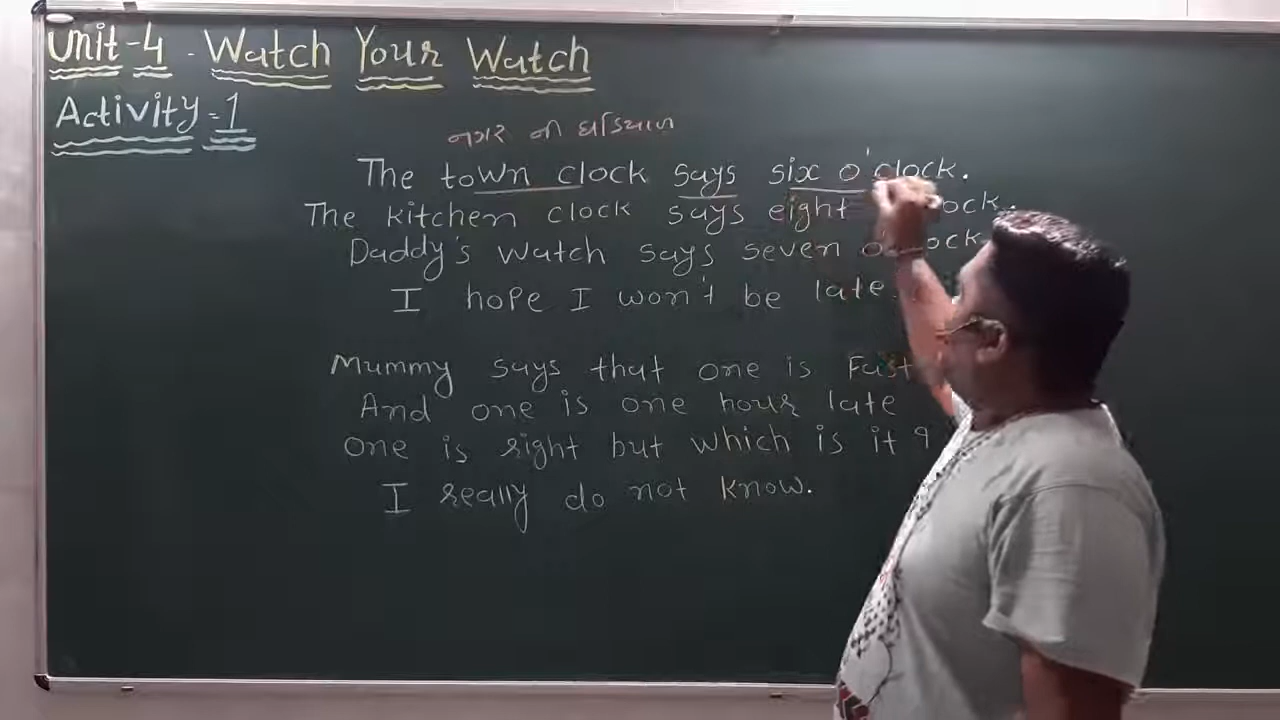 Unit-4 - Watch Your Watch
Activity-1
નગર ની ઘડિયાળ
The town clock says six o'clock.
The kitchen clock says eight ock.
Daddy's Watch says seven o' ock
I hope I won't be late.
Mummy says that one is Fast
And one is one hour late
One is right but which is it ?
I really do not know.